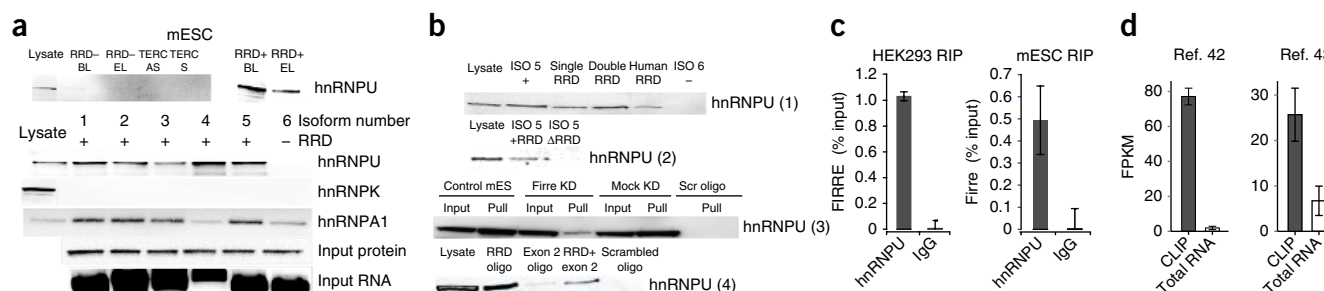 a
mESC
Lysate RRD– BL RRD– EL TERC AS TERC S RRD+ BL RRD+ EL
hnRNPU
Lysate 1 2 3 4 5 6 Isoform number
+ + + + + – RRD
hnRNPU
hnRNPK
hnRNPA1
Input protein
Input RNA
b
Lysate ISO 5 + Single RRD Double RRD Human RRD ISO 6 –
hnRNPU (1)
Lysate ISO 5 +RRD ISO 5 ΔRRD
hnRNPU (2)
Control mES Firre KD Mock KD Scr oligo
Input Pull Input Pull Input Pull Pull
hnRNPU (3)
Lysate RRD oligo Exon 2 oligo RRD+ exon 2 Scrambled oligo
hnRNPU (4)
c
HEK293 RIP
FIRRE (% input)
1.2
1.0
0.8
0.6
0.4
0.2
0
hnRNPU IgG
mESC RIP
Firre (% input)
0.7
0.6
0.5
0.4
0.3
0.2
0.1
0
hnRNPU IgG
d
Ref. 42
FPKM
80
60
40
20
0
CLIP Total RNA
Ref. 43
30
20
10
0
CLIP Total RNA